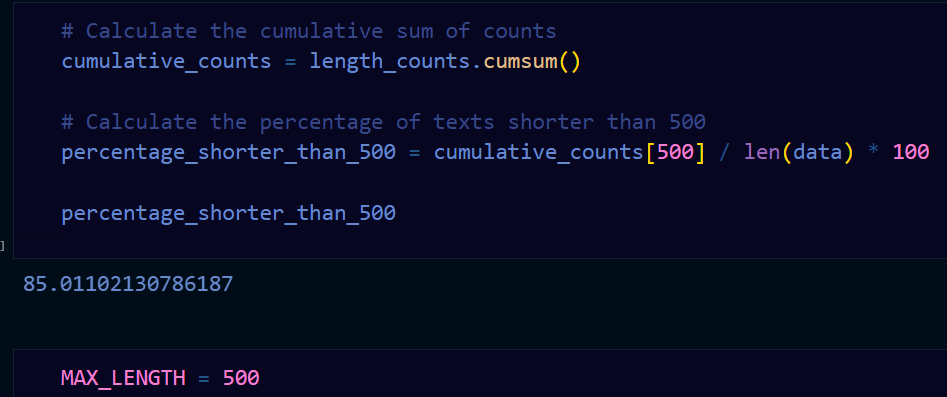 # Calculate the cumulative sum of counts
cumulative_counts = length_counts.cumsum()
# Calculate the percentage of texts shorter than 500
percentage_shorter_than_500 = cumulative_counts[500] / len(data) * 100
percentage_shorter_than_500
]
85.01102130786187
MAX_LENGTH = 500